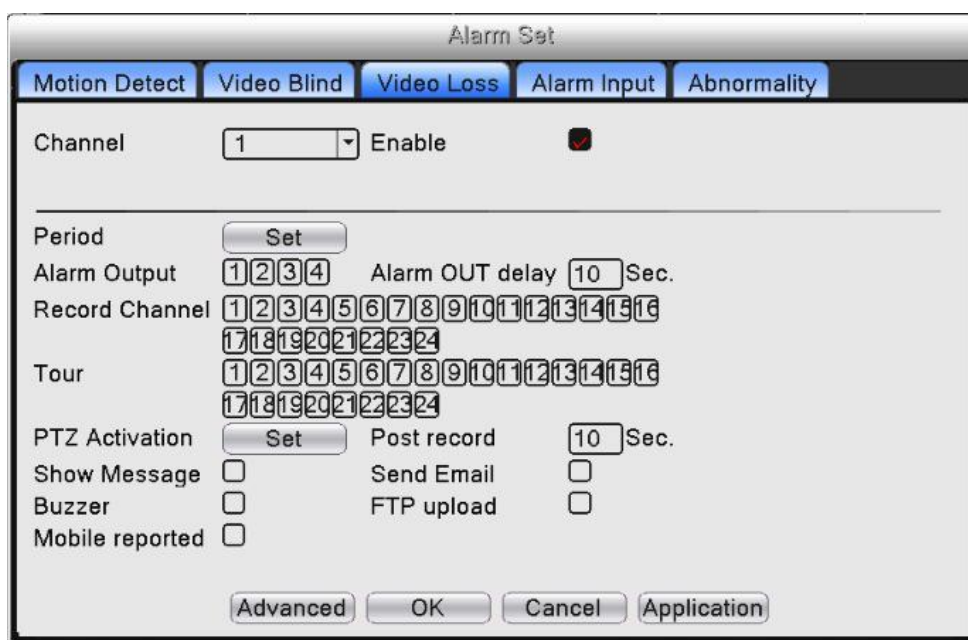 Alarm Set
Motion Detect Video Blind Video Loss Alarm Input Abnormality
Channel 1 Enable
Period Set
Alarm Output 1 2 3 4 Alarm OUT delay 10 Sec.
Record Channel 1 2 3 4 5 6 7 8 9 10 11 12 13 14 15 16
17 18 19 20 21 22 23 24
Tour 1 2 3 4 5 6 7 8 9 10 11 12 13 14 15 16
17 18 19 20 21 22 23 24
PTZ Activation Set Post record 10 Sec.
Show Message Send Email
Buzzer FTP upload
Mobile reported
Advanced OK Cancel Application